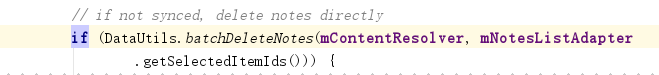 // if not synced, delete notes directly
if (DataUtils.batchDeleteNotes(mContentResolver, mNotesListAdapter
.getSelectedItemIds())) {